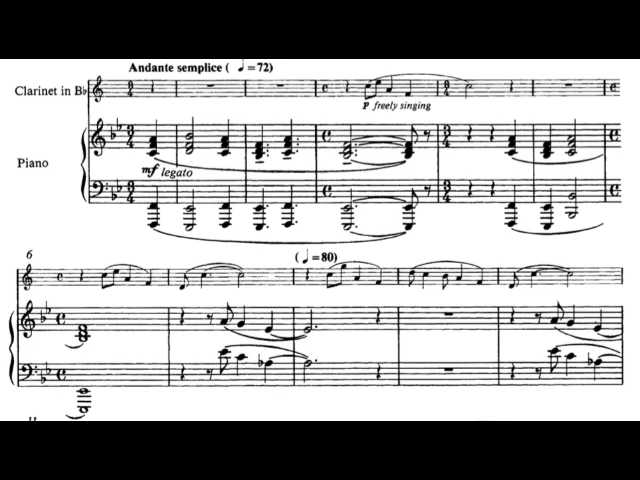 Andante semplice ( ♩=72)
Clarinet in B♭
P freely singing
Piano
mf legato
6
( ♩=80)